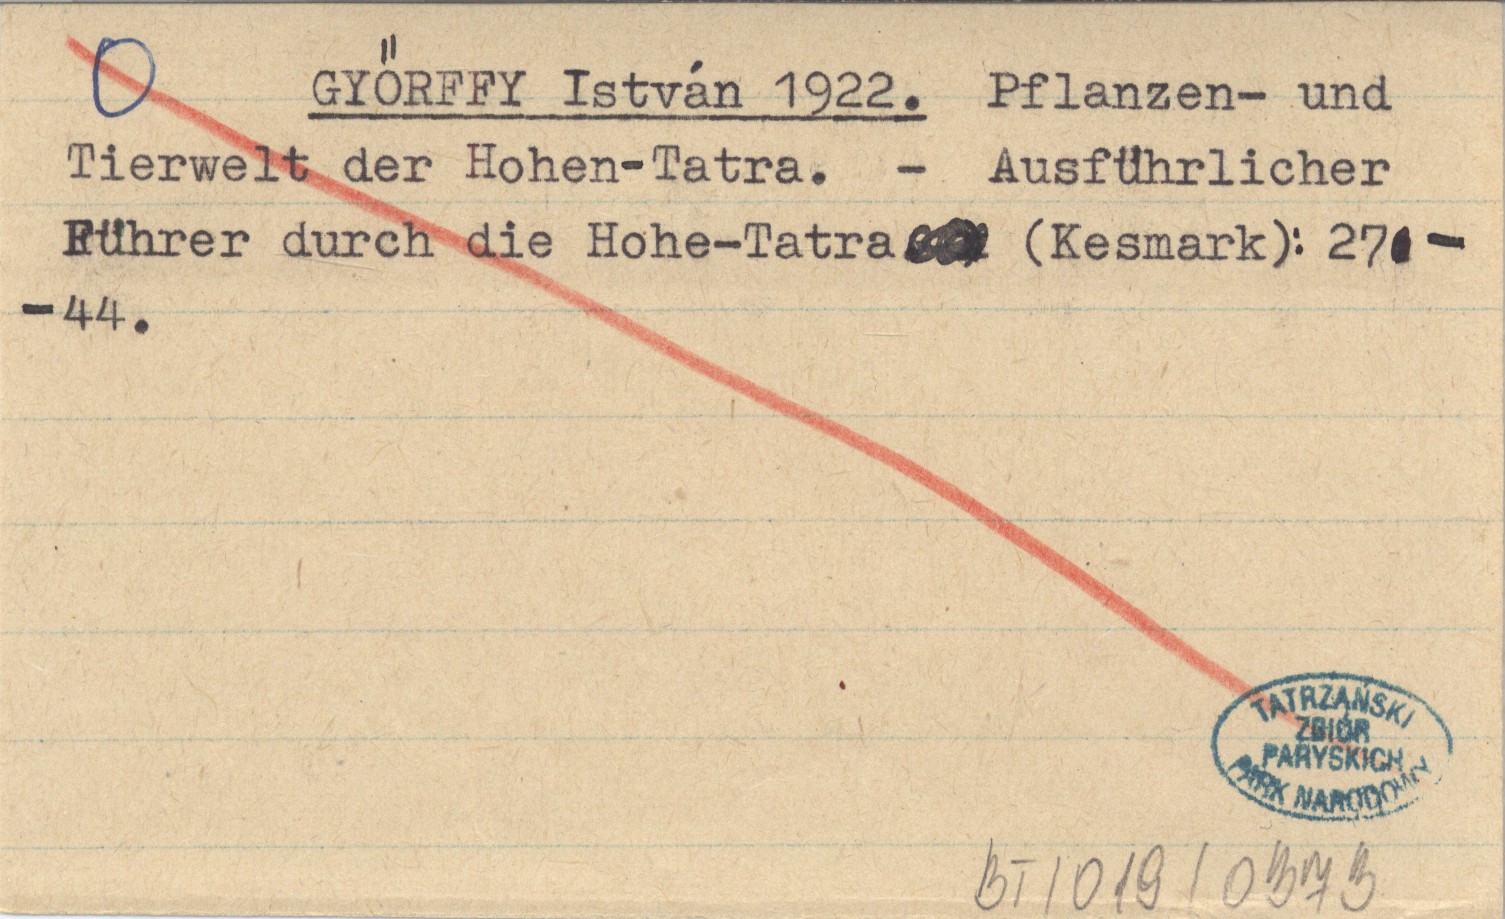 GYŐRFFY István 1922. Pflanzen- und
Tierwelt der Hohen-Tatra. - Ausführlicher
Führer durch die Hohe-Tatra (Kesmark): 27-
-44.
TATRZAŃSKI
ZBIÓR
PARYSKICH
PARK NARODOWY
BT/019/0373